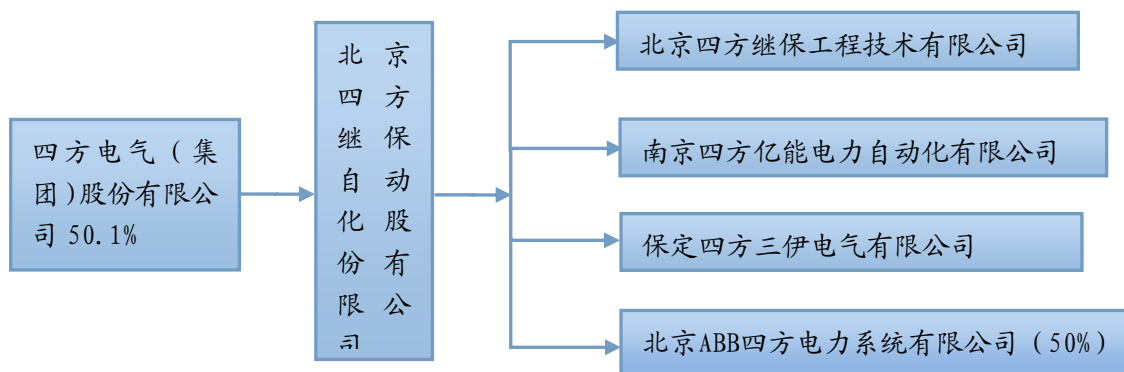 四方电气（集
团）股份有限公
司 50.1%
北京
四方
继保
自动
化股
份有
限公
司
北京四方继保工程技术有限公司
南京四方亿能电力自动化有限公司
保定四方三伊电气有限公司
北京ABB四方电力系统有限公司（50%）